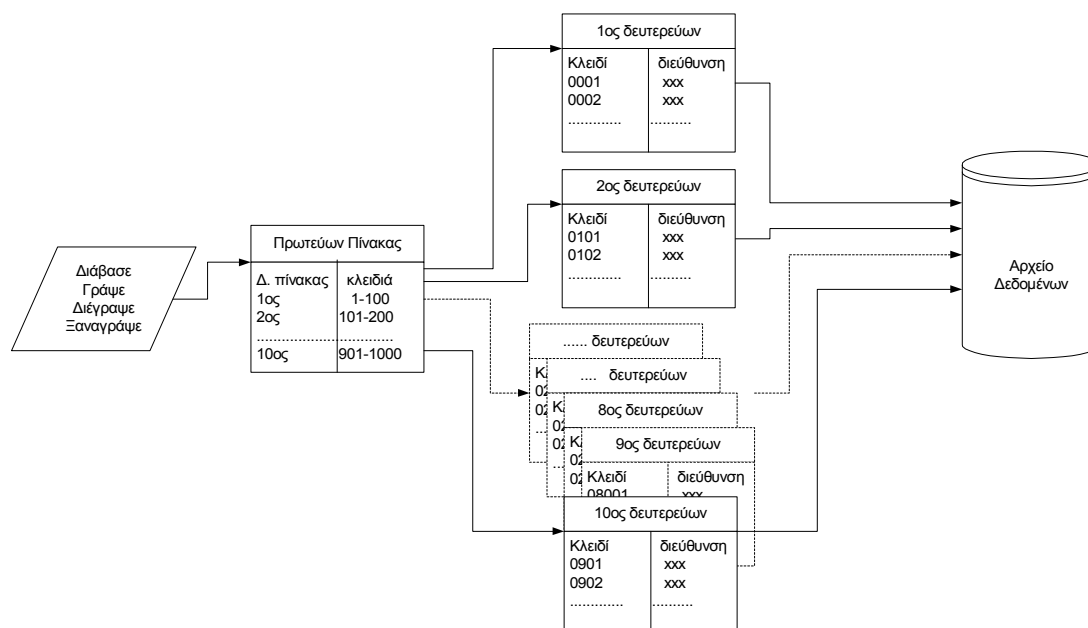 1ος δευτερεύων
Κλειδί διεύθυνση
0001 xxx
0002 xxx
............. ..........
2ος δευτερεύων
Κλειδί διεύθυνση
0101 xxx
0102 xxx
............. ..........
Διάβασε
Γράψε
Διέγραψε
Ξαναγράψε
Πρωτεύων Πίνακας
Δ. πίνακας κλειδιά
1ος 1-100
2ος 101-200
..........................................
10ος 901-1000
Αρχείο
Δεδομένων
...... δευτερεύων
.... δευτερεύων
8ος δευτερεύων
9ος δευτερεύων
Κλειδί διεύθυνση
08001 xxx
10ος δευτερεύων
Κλειδί διεύθυνση
0901 xxx
0902 xxx
............. ..........